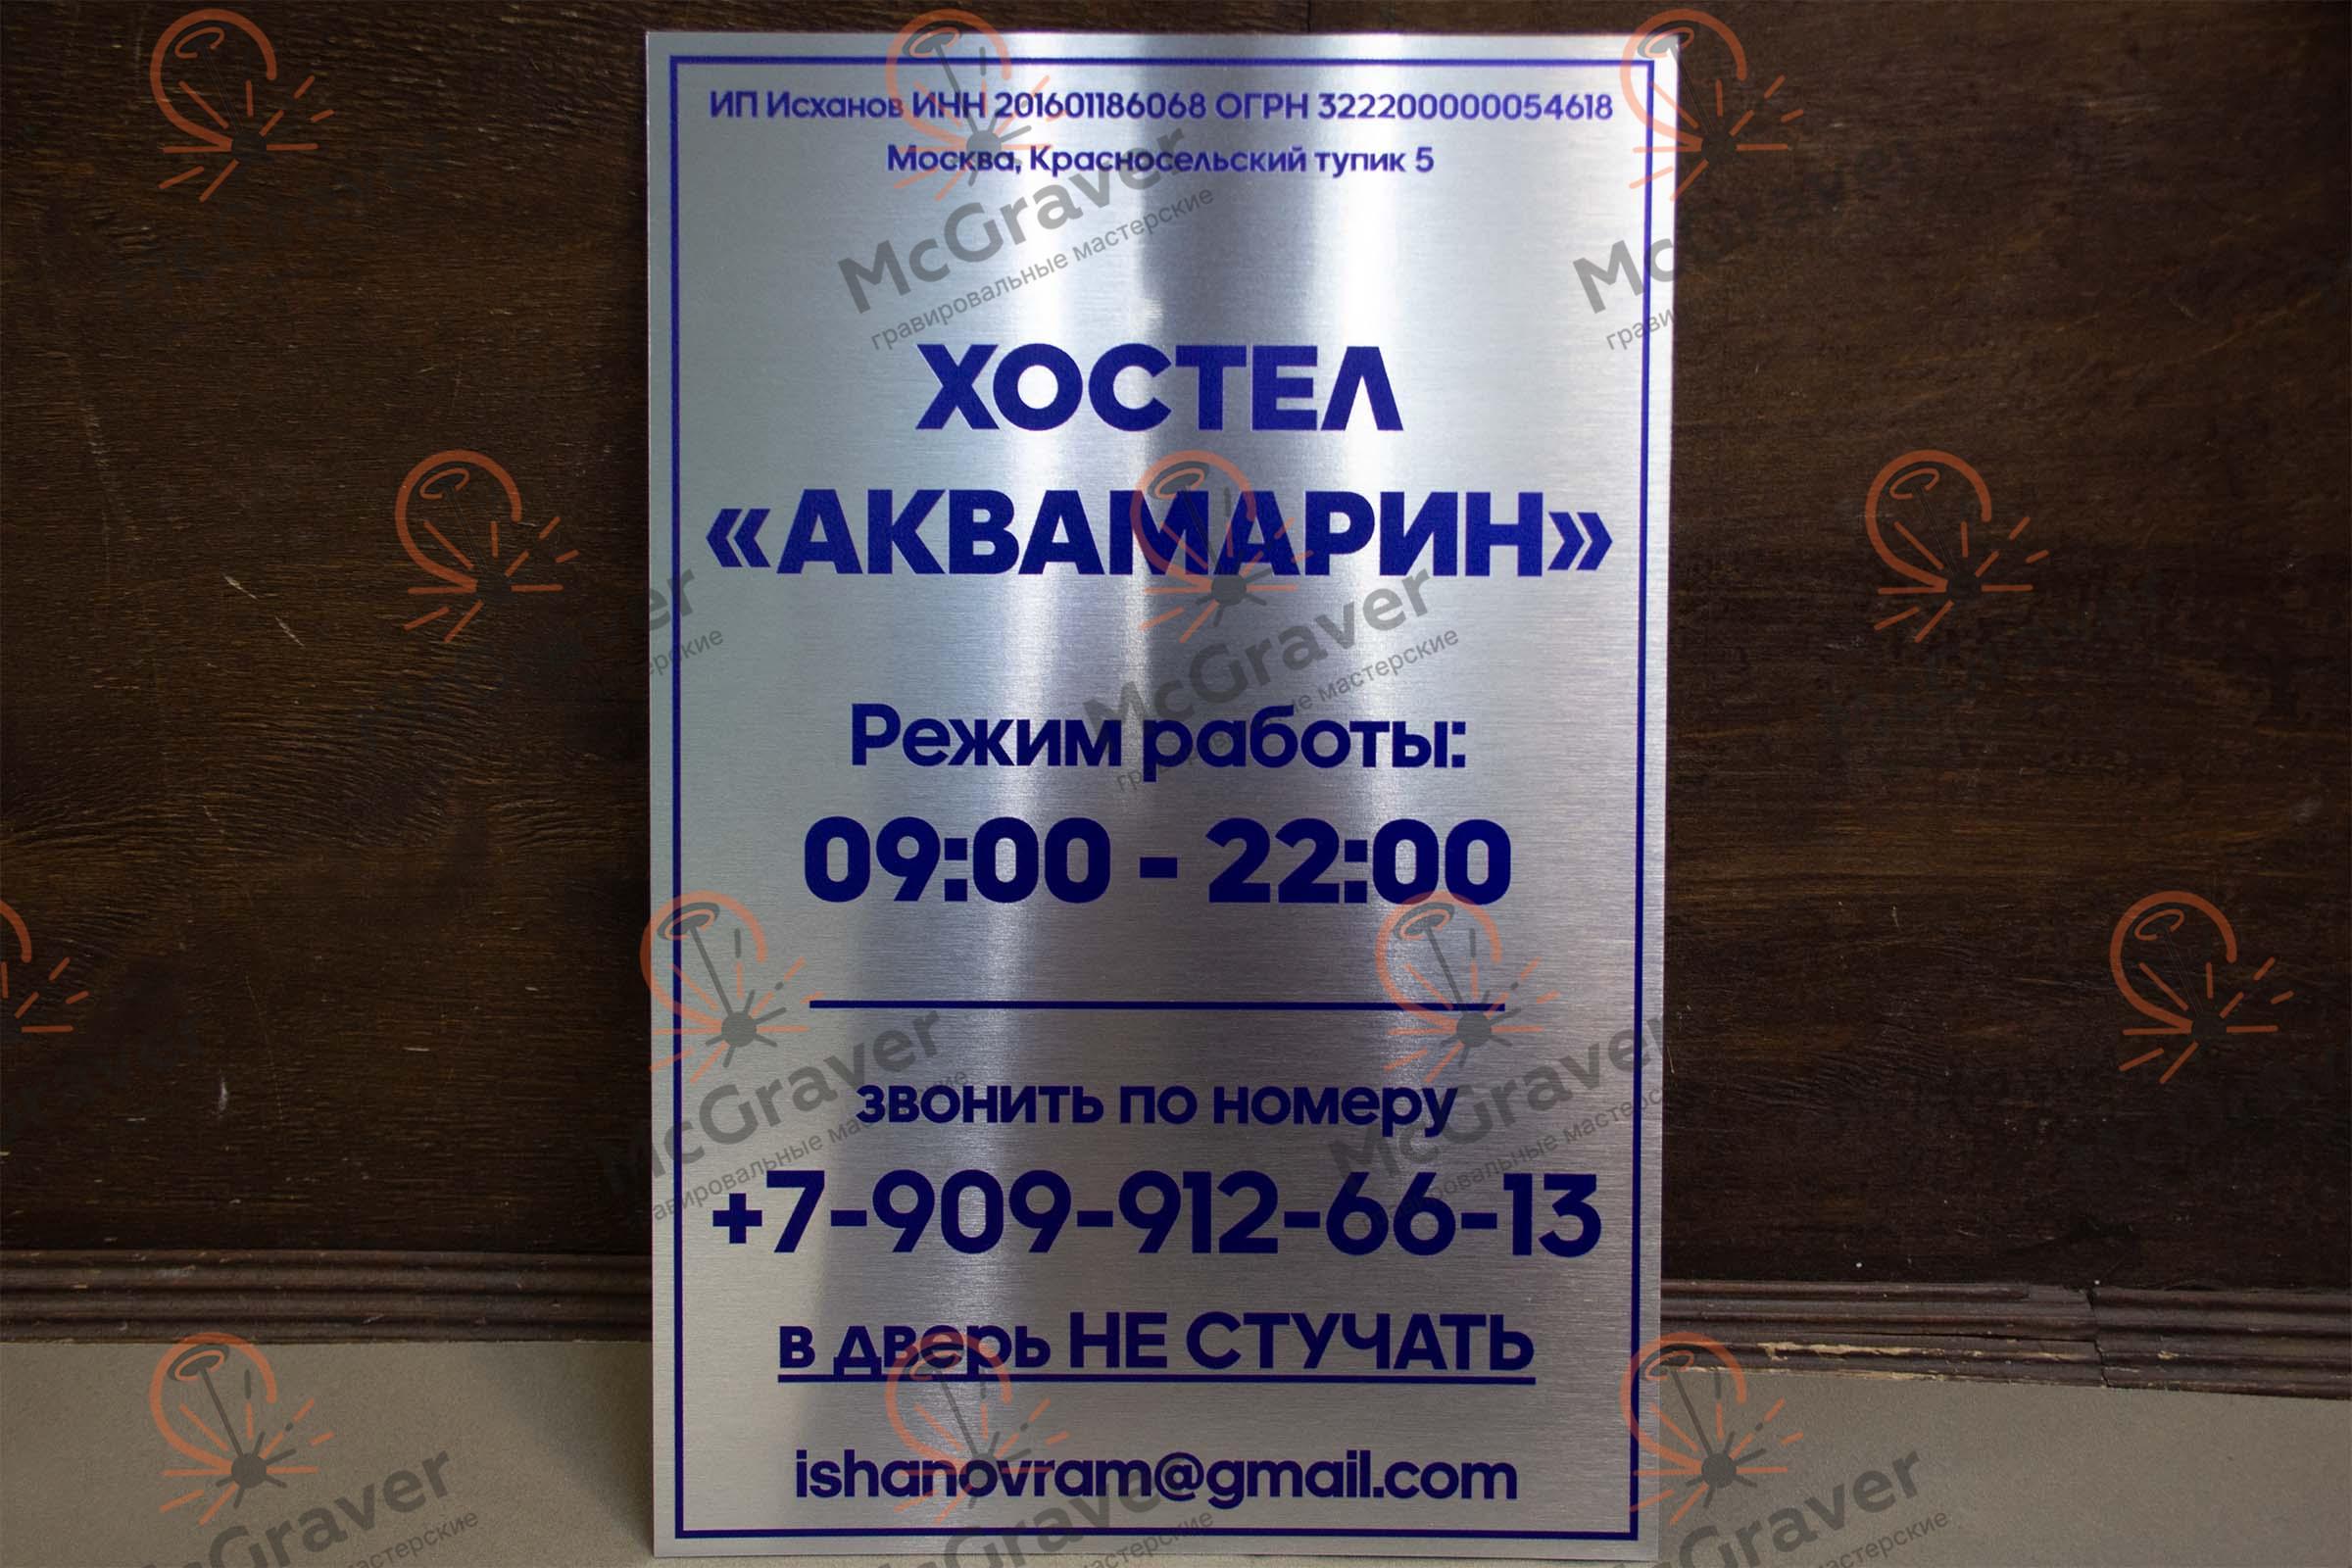 ИП Исханов ИНН 201601186068 ОГРН 322200000054618
Москва, Красносельский тупик 5
ХОСТЕЛ
«АКВАМАРИН»
Режим работы:
09:00 - 22:00
звонить по номеру
+7-909-912-66-13
в дверь НЕ СТУЧАТЬ
ishanovram@gmail.com
McGraver
гравировальные мастерские